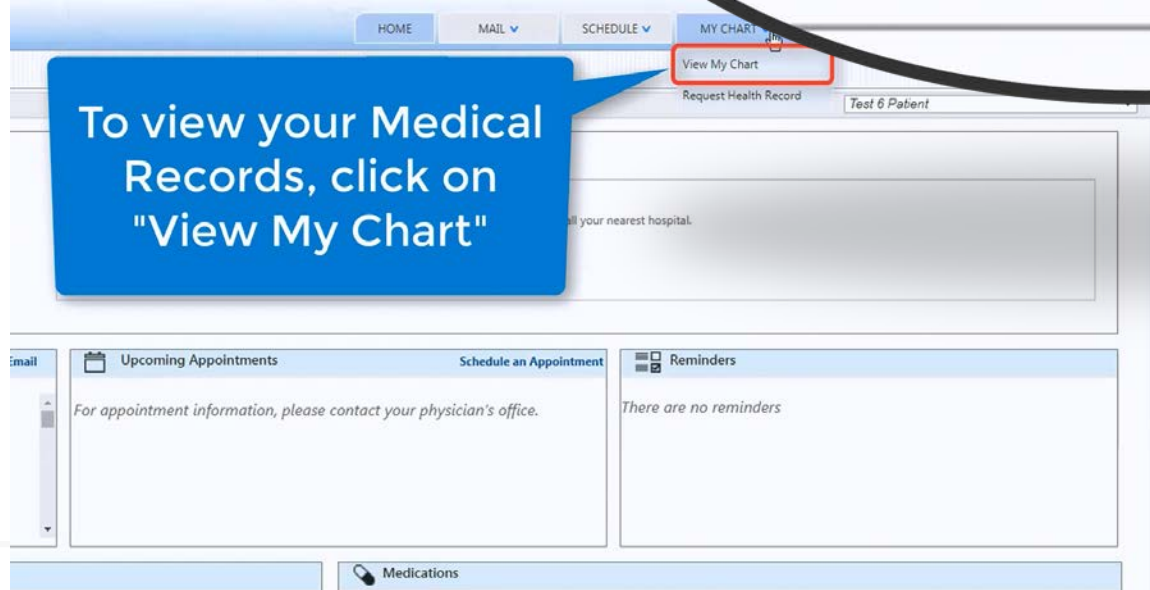 HOME MAIL SCHEDULE MY CHART
View My Chart
Request Health Record
Test 6 Patient
To view your Medical
Records, click on
"View My Chart"
your nearest hospital.
Email
Upcoming Appointments Schedule an Appointment
Reminders
For appointment information, please contact your physician's office.
There are no reminders
Medications